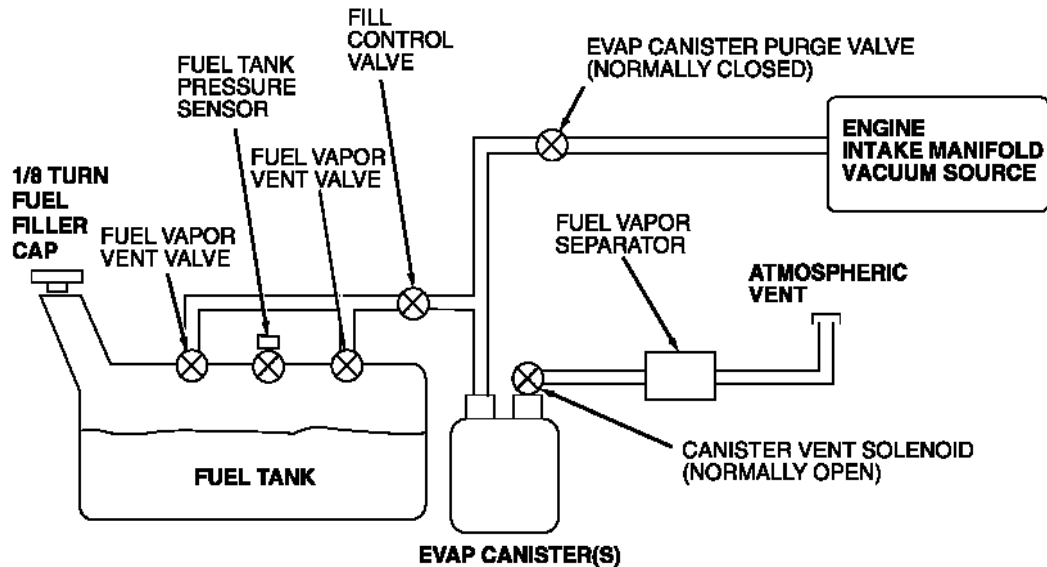 FILL
CONTROL
VALVE
FUEL TANK
PRESSURE
SENSOR
EVAP CANISTER PURGE VALVE
(NORMALLY CLOSED)
ENGINE
INTAKE MANIFOLD
VACUUM SOURCE
FUEL VAPOR
VENT VALVE
1/8 TURN
FUEL
FILLER
CAP
FUEL VAPOR
VENT VALVE
FUEL VAPOR
SEPARATOR
ATMOSPHERIC
VENT
FUEL TANK
CANISTER VENT SOLENOID
(NORMALLY OPEN)
EVAP CANISTER(S)